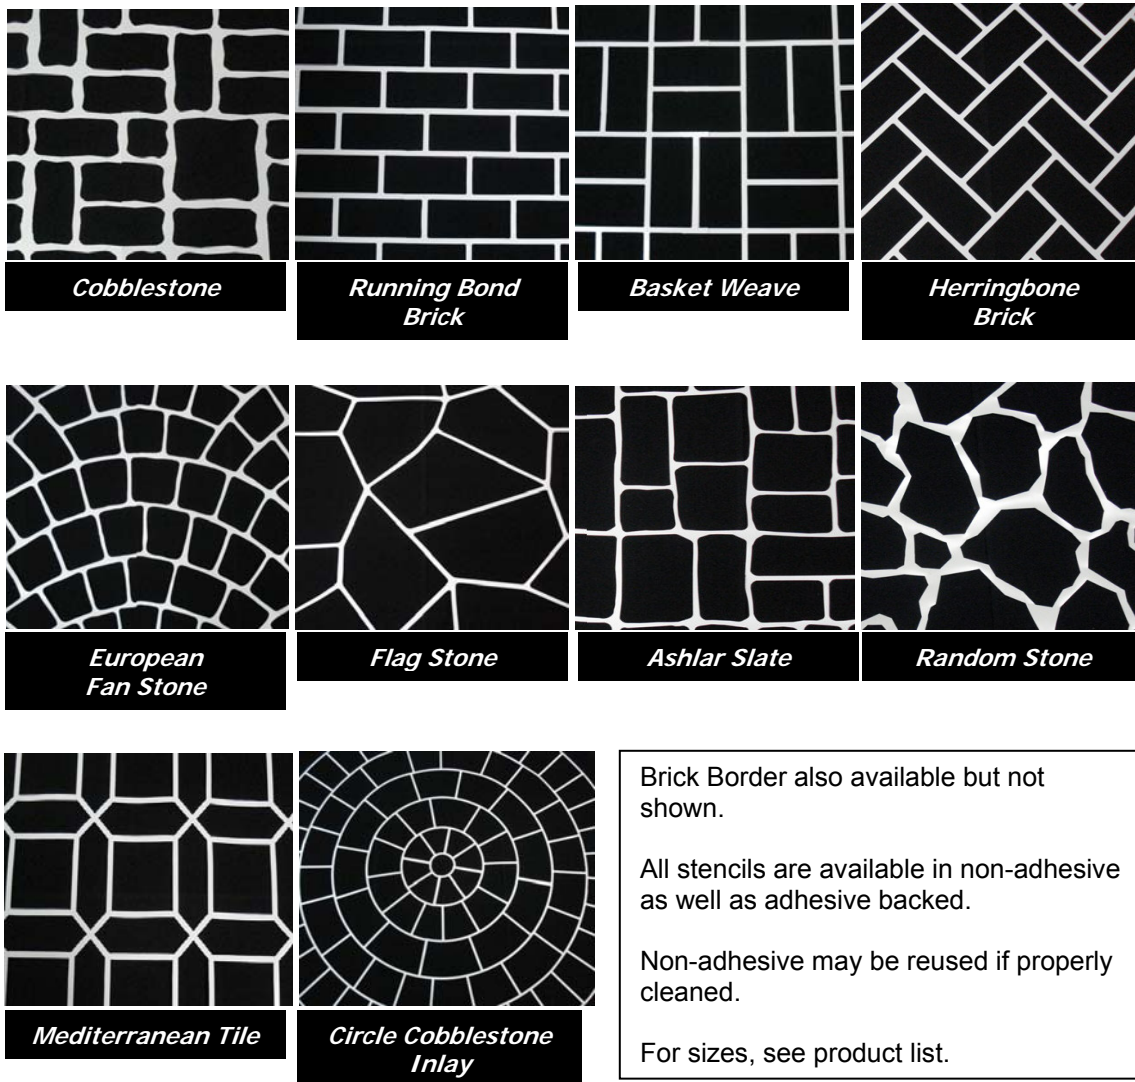 Cobblestone
Running Bond
Brick
Basket Weave
Herringbone
Brick
European
Fan Stone
Flag Stone
Ashlar Slate
Random Stone
Mediterranean Tile
Circle Cobblestone
Inlay
Brick Border also available but not
shown.
All stencils are available in non-adhesive
as well as adhesive backed.
Non-adhesive may be reused if properly
cleaned.
For sizes, see product list.